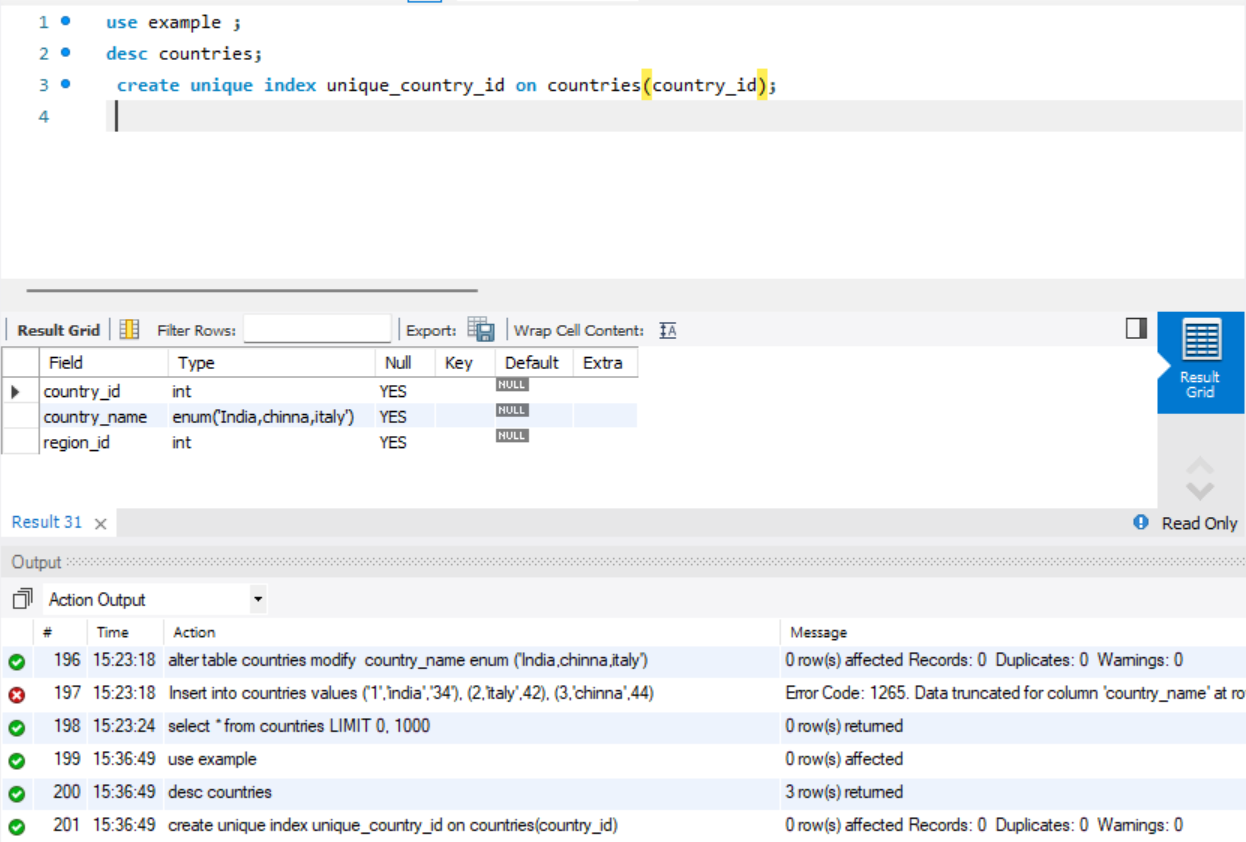 1 use example ;
2 desc countries;
3 create unique index unique_country_id on countries(country_id);
4
Result Grid Filter Rows: Export: Wrap Cell Content: IA
Field Type Null Key Default Extra
country_id int YES NULL
country_name enum('India,chinna,italy') YES NULL
region_id int YES NULL
Result
Grid
Result 31 Read Only
Output
Action Output
# Time Action Message
196 15:23:18 alter table countries modify country_name enum ('India,chinna,italy') 0 row(s) affected Records: 0 Duplicates: 0 Warnings: 0
197 15:23:18 Insert into countries values ('1','india','34'), (2,'italy',42), (3,'chinna',44) Error Code: 1265. Data truncated for column 'country_name' at ro
198 15:23:24 select * from countries LIMIT 0, 1000 0 row(s) returned
199 15:36:49 use example 0 row(s) affected
200 15:36:49 desc countries 3 row(s) returned
201 15:36:49 create unique index unique_country_id on countries(country_id) 0 row(s) affected Records: 0 Duplicates: 0 Warnings: 0